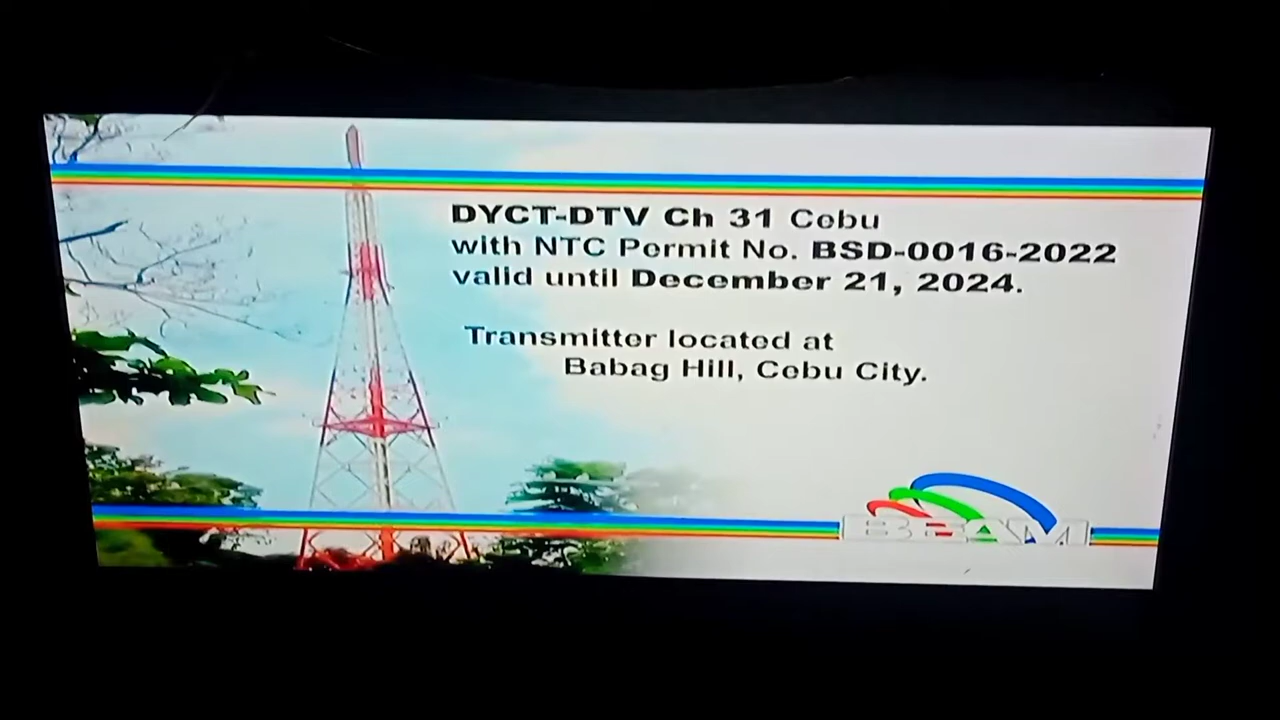 DYCT-DTV Ch 31 Cebu
with NTC Permit No. BSD-0016-2022
valid until December 21, 2024.
Transmitter located at
Babag Hill, Cebu City.
BEAM